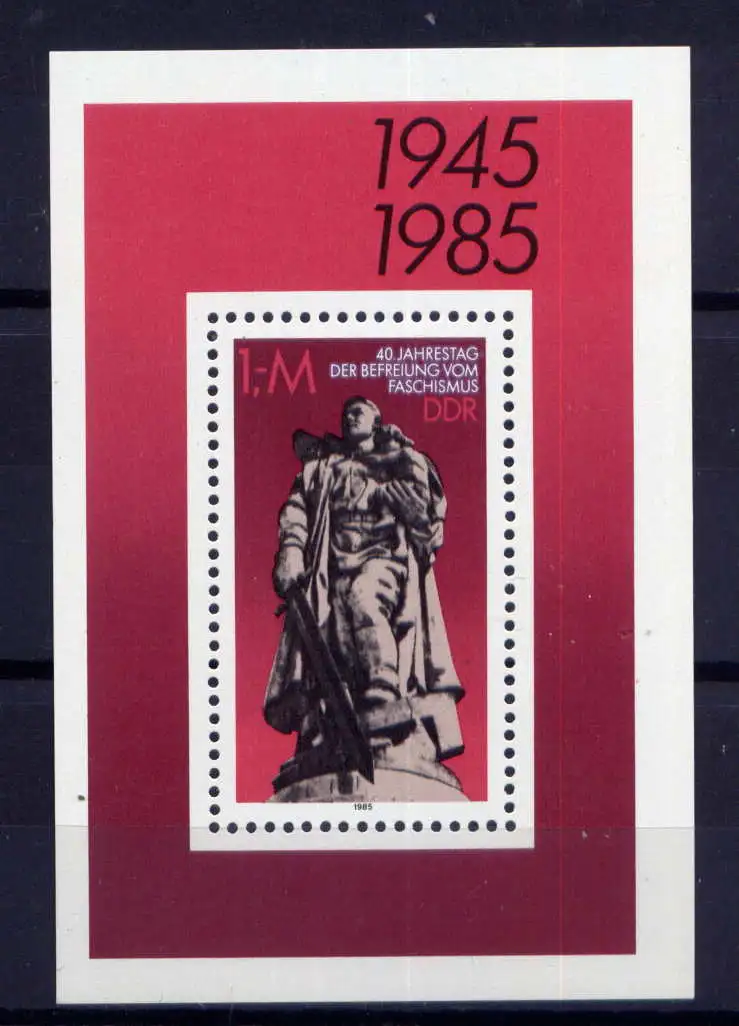 1945
1985
1,-M
40. JAHRESTAG
DER BEFREIUNG VOM
FASCHISMUS
DDR
1985